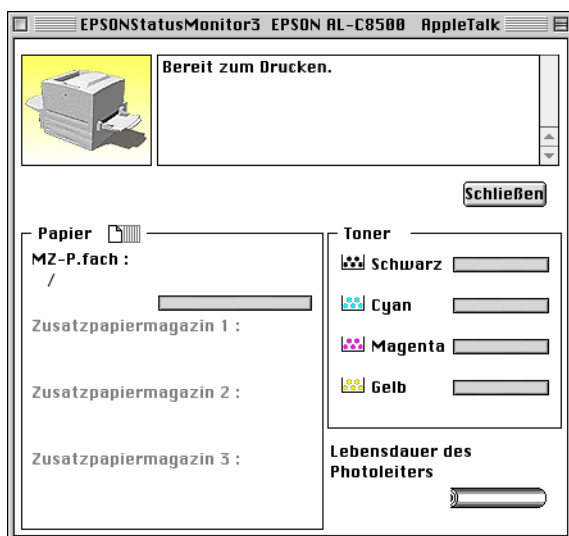 EPSONStatusMonitor3 EPSON AL-C8500 AppleTalk
Bereit zum Drucken.
Schließen
Papier
MZ-P.fach :
/
Zusatzpapiermagazin 1 :
Zusatzpapiermagazin 2 :
Zusatzpapiermagazin 3 :
Toner
Schwarz
Cyan
Magenta
Gelb
Lebensdauer des
Photoleiters